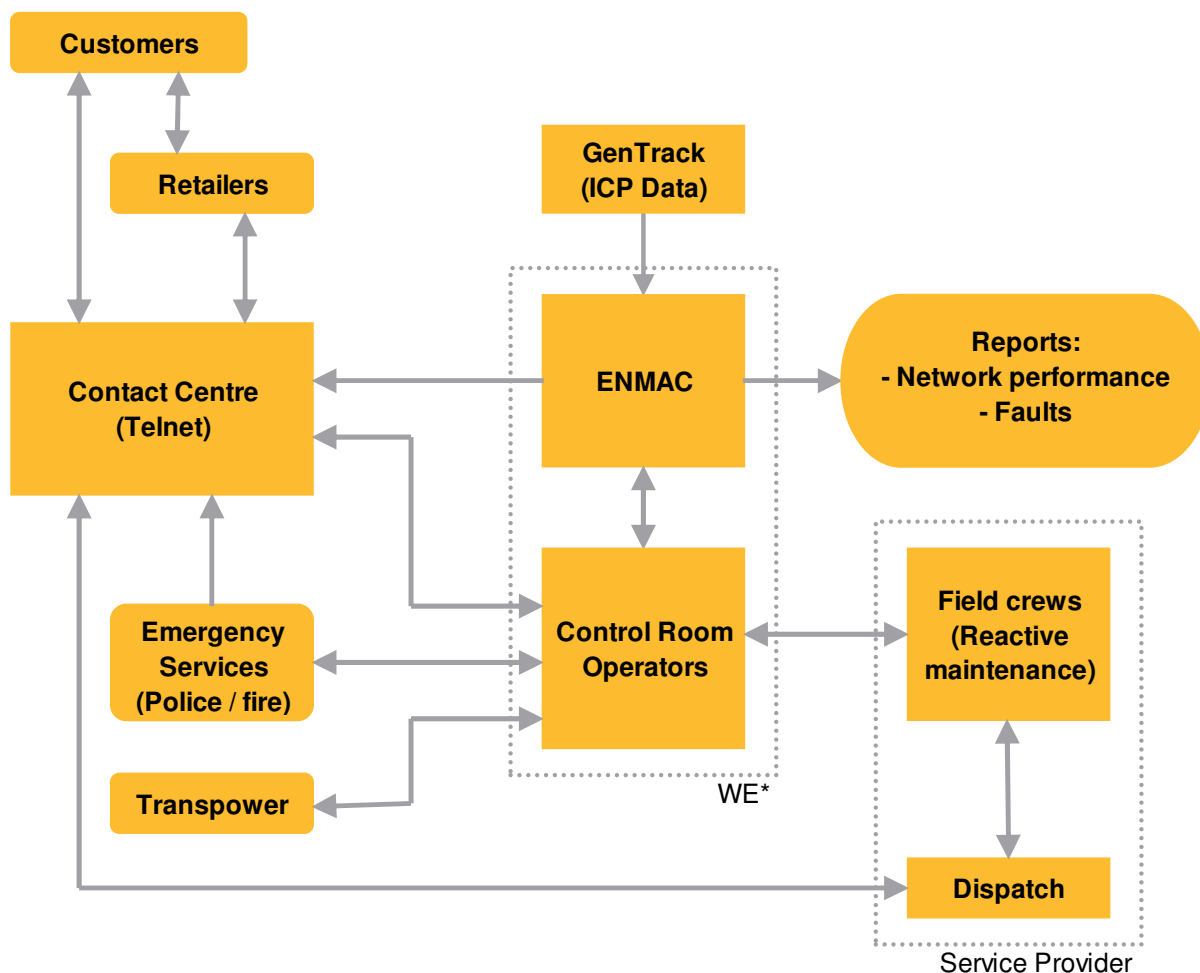 Customers
Retailers
GenTrack
(ICP Data)
Contact Centre
(Telnet)
ENMAC
Reports:
- Network performance
- Faults
Emergency
Services
(Police / fire)
Control Room
Operators
Field crews
(Reactive
maintenance)
Transpower
WE*
Dispatch
Service Provider